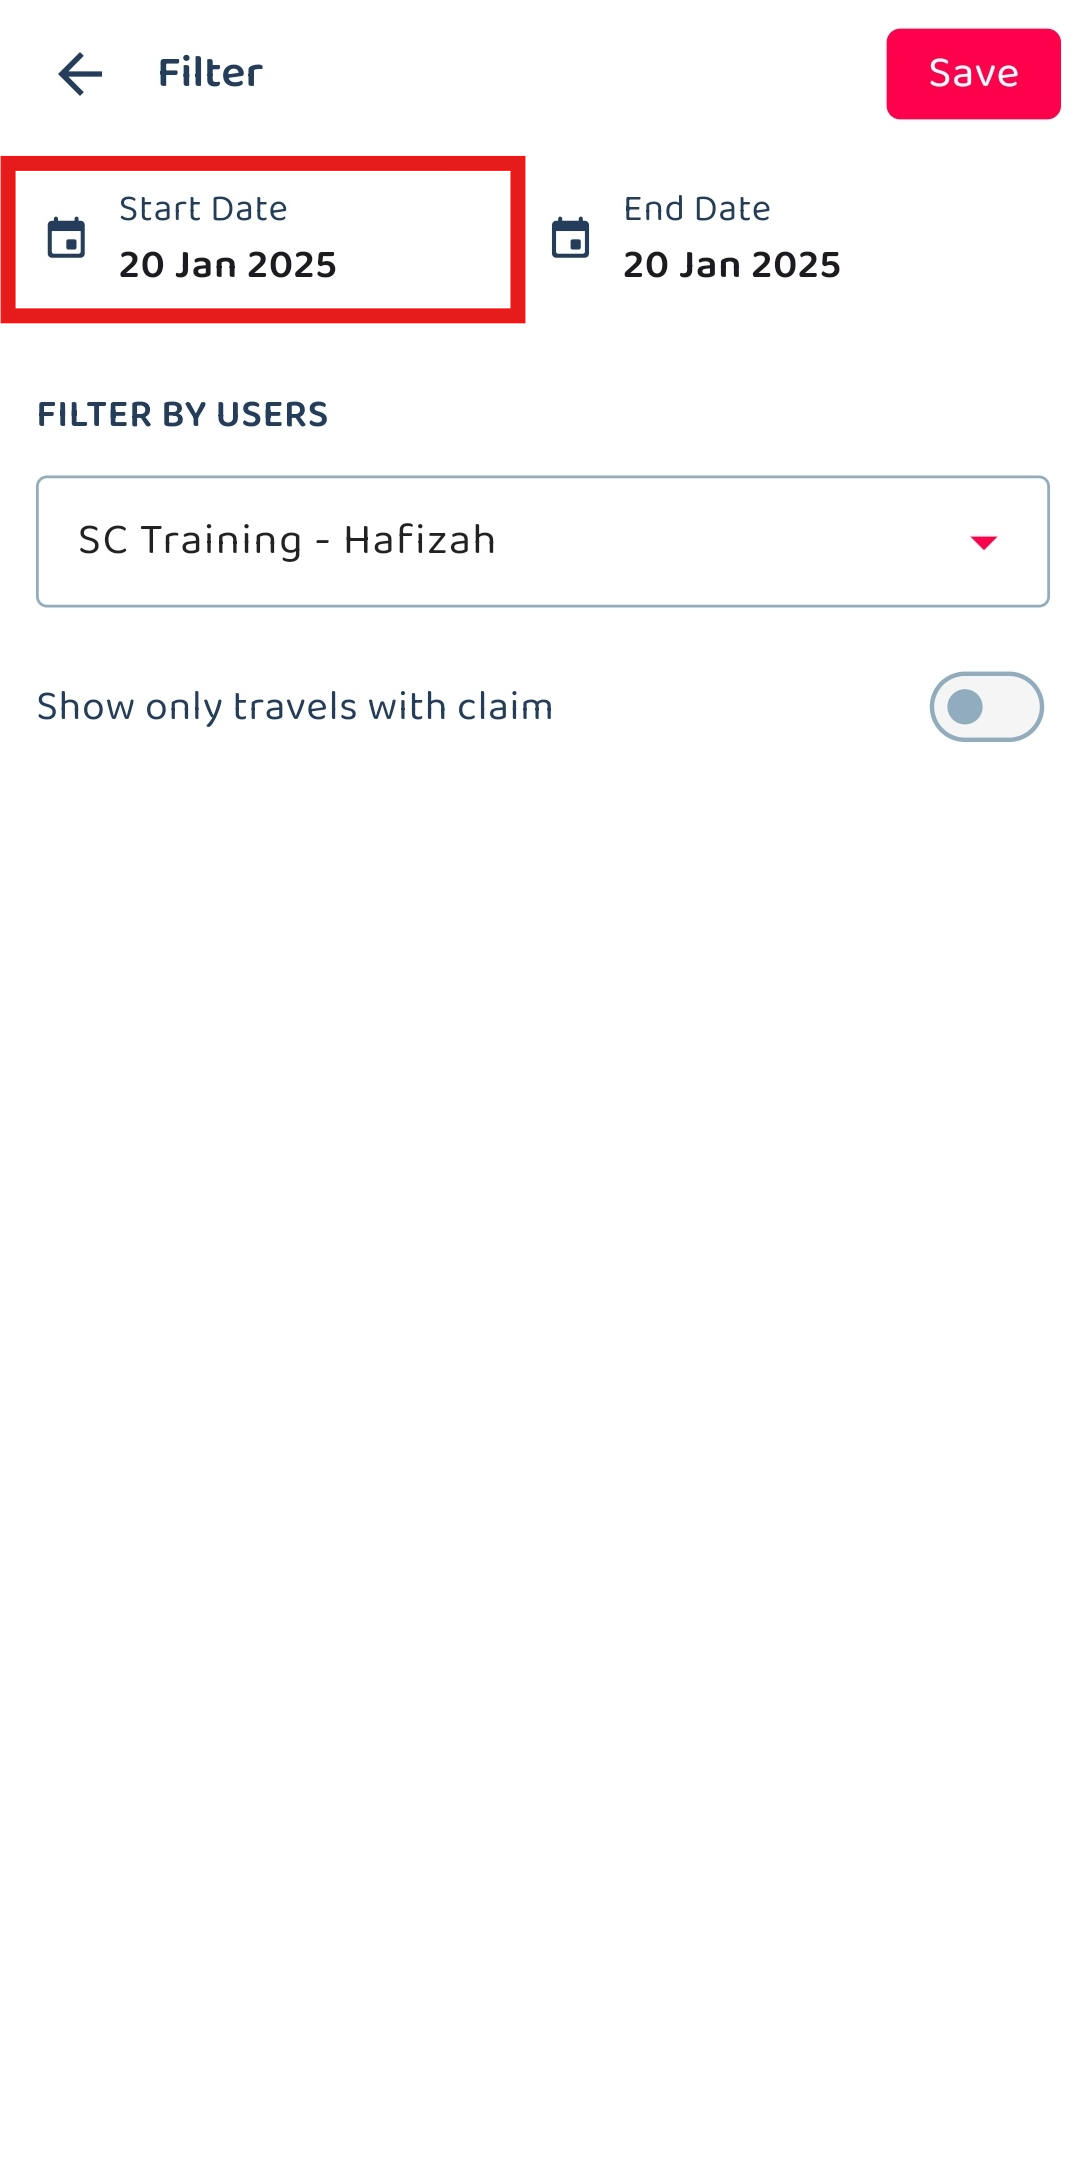 Filter
Save
Start Date
20 Jan 2025
End Date
20 Jan 2025
FILTER BY USERS
SC Training - Hafizah
Show only travels with claim